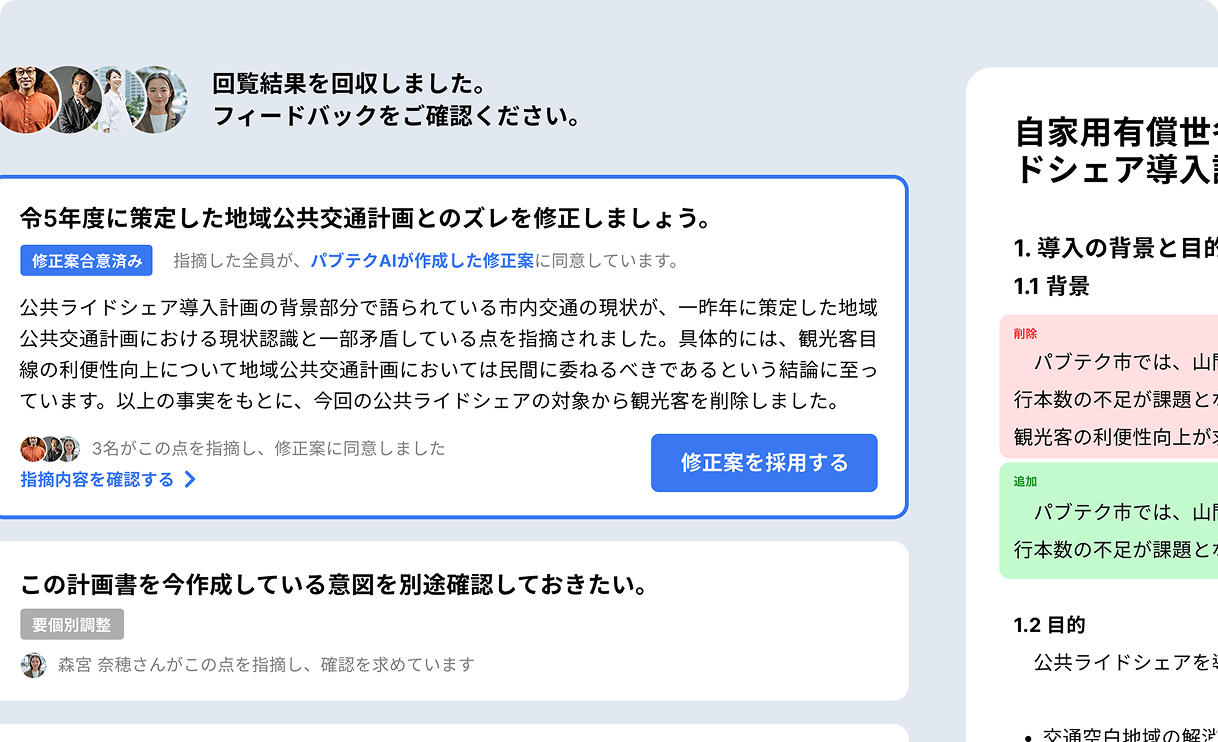 回覧結果を回収しました。
フィードバックをご確認ください。
令5年度に策定した地域公共交通計画とのズレを修正しましょう。
修正案合意済み
指摘した全員が、パブテクAIが作成した修正案に同意しています。
公共ライドシェア導入計画の背景部分で語られている市内交通の現状が、一昨年に策定した地域
公共交通計画における現状認識と一部矛盾している点を指摘されました。具体的には、観光客目
線の利便性向上について地域公共交通計画においては民間に委ねるべきであるという結論に至っ
ています。以上の事実をもとに、今回の公共ライドシェアの対象から観光客を削除しました。
3名がこの点を指摘し、修正案に同意しました
指摘内容を確認する
修正案を採用する
この計画書を今作成している意図を別途確認しておきたい。
要個別調整
森宮 奈穂さんがこの点を指摘し、確認を求めています
自家用有償世
ドシェア導入
1. 導入の背景と目的
1.1 背景
削除
パブテク市では、山間
行本数の不足が課題と
観光客の利便性向上が
追加
パブテク市では、山間
行本数の不足が課題と
1.2 目的
公共ライドシェアを
• 交通空白地域の解消